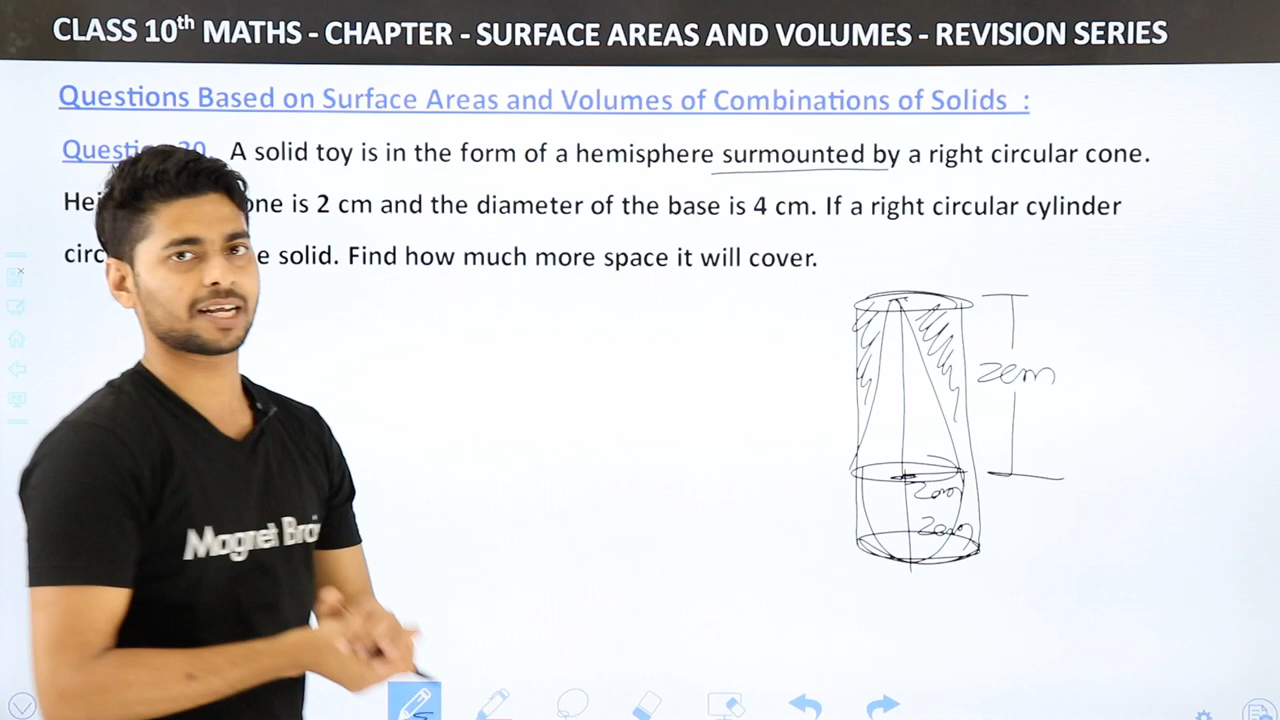 CLASS 10th MATHS - CHAPTER - SURFACE AREAS AND VOLUMES - REVISION SERIES
Questions Based on Surface Areas and Volumes of Combinations of Solids :
A solid toy is in the form of a hemisphere surmounted by a right circular cone.
is 2 cm and the diameter of the base is 4 cm. If a right circular cylinder
solid. Find how much more space it will cover.
2cm
2cm
2cm
Magnet